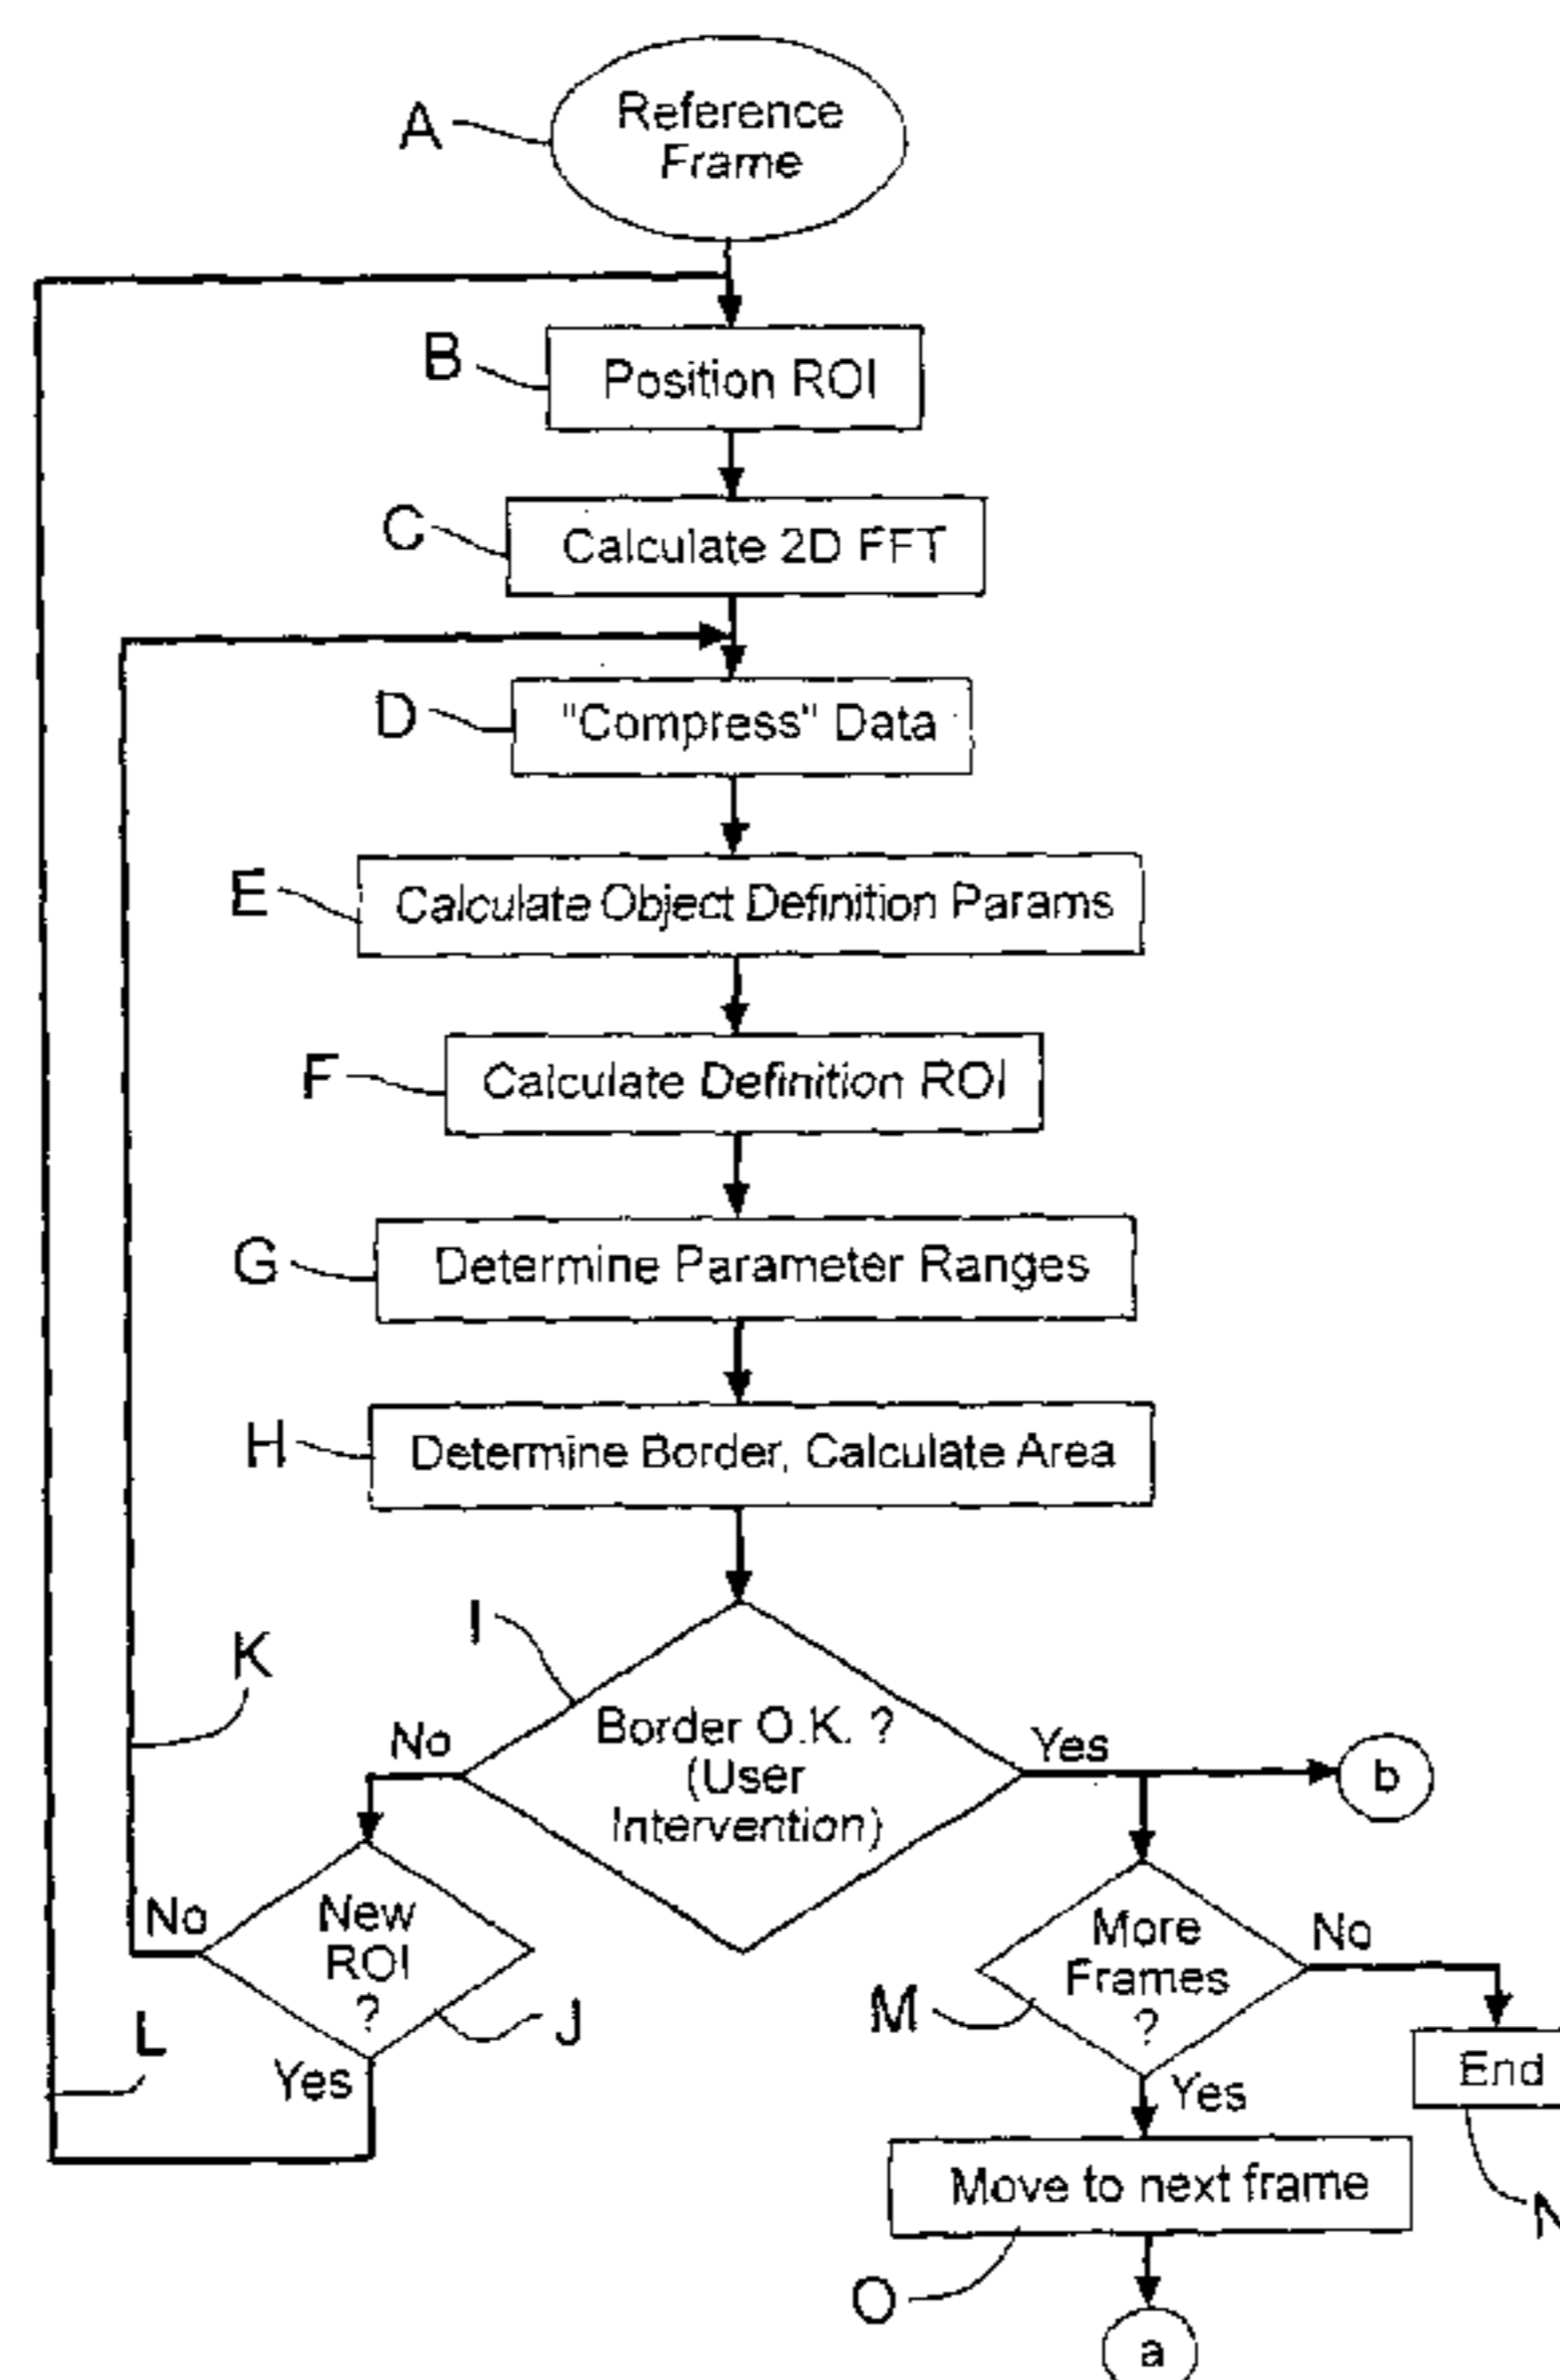 A
Reference
Frame
B
Position ROI
C
Calculate 2D FFT
D
"Compress" Data
E
Calculate Object Definition Params
F
Calculate Definition ROI
G
Determine Parameter Ranges
H
Determine Border, Calculate Area
I
K
Border O.K. ?
(User
Intervention)
No
Yes
b
No
New
ROI
?
J
L
Yes
More
Frames
?
No
M
End
Yes
N
Move to next frame
O
a